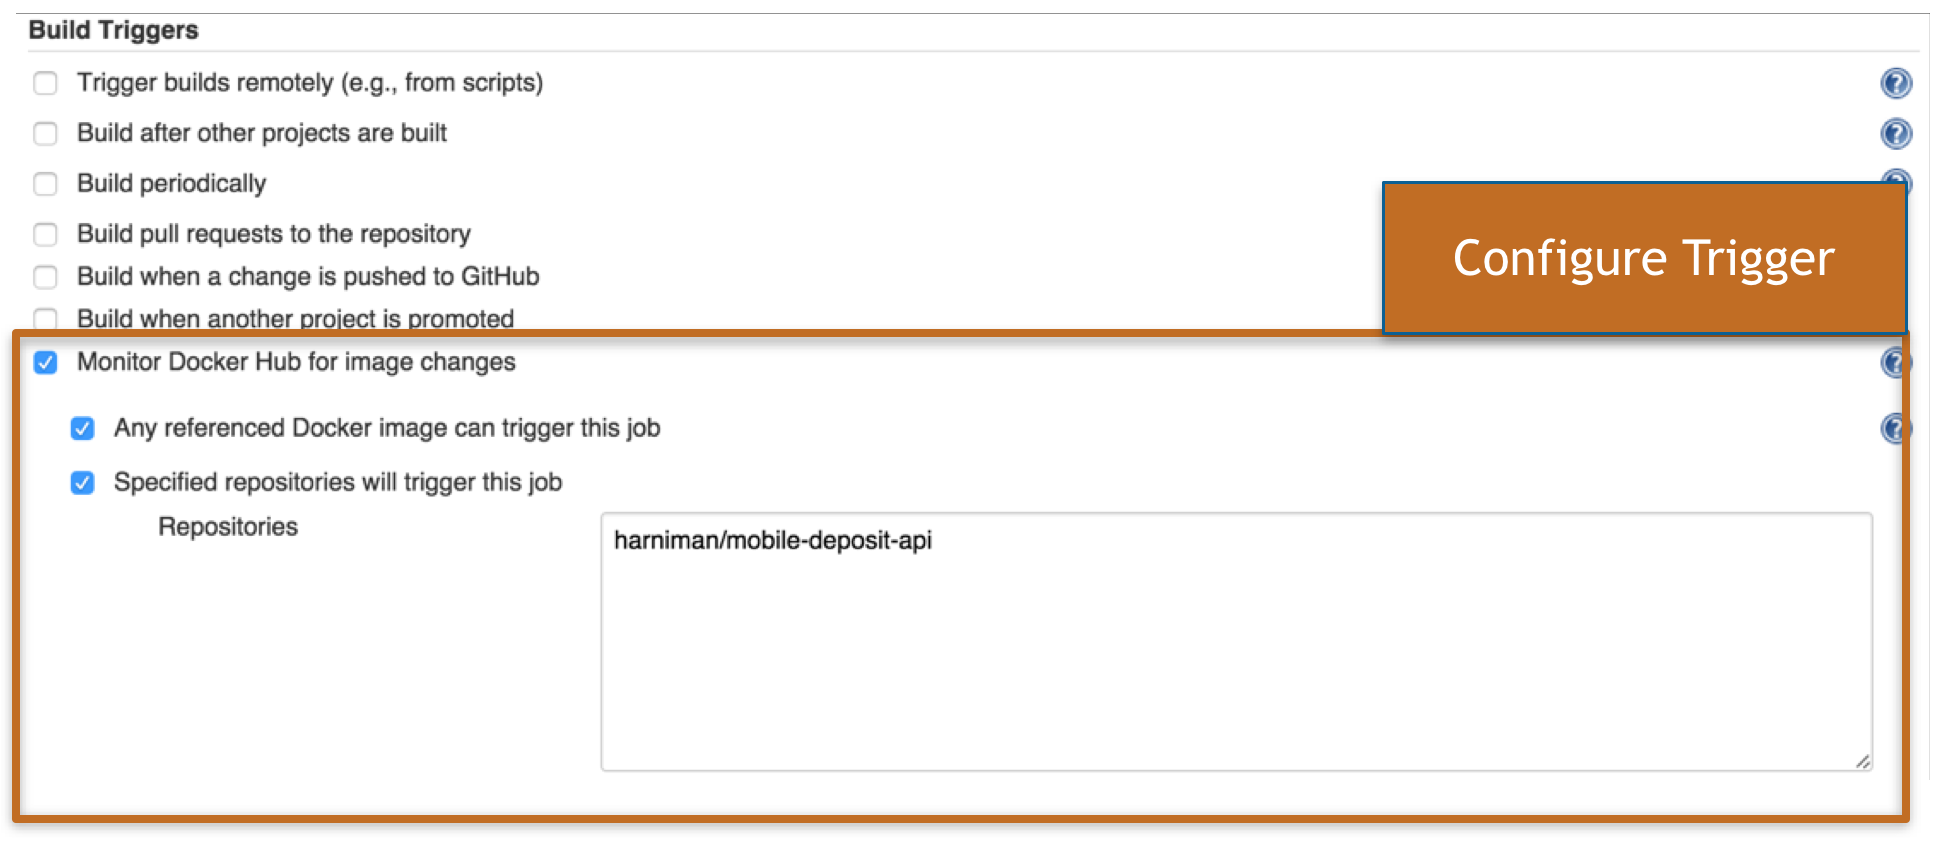 Build Triggers
Trigger builds remotely (e.g., from scripts)
Build after other projects are built
Build periodically
Build pull requests to the repository
Configure Trigger
Build when a change is pushed to GitHub
Build when another project is promoted
Monitor Docker Hub for image changes
Any referenced Docker image can trigger this job
Specified repositories will trigger this job
Repositories
harniman/mobile-deposit-api